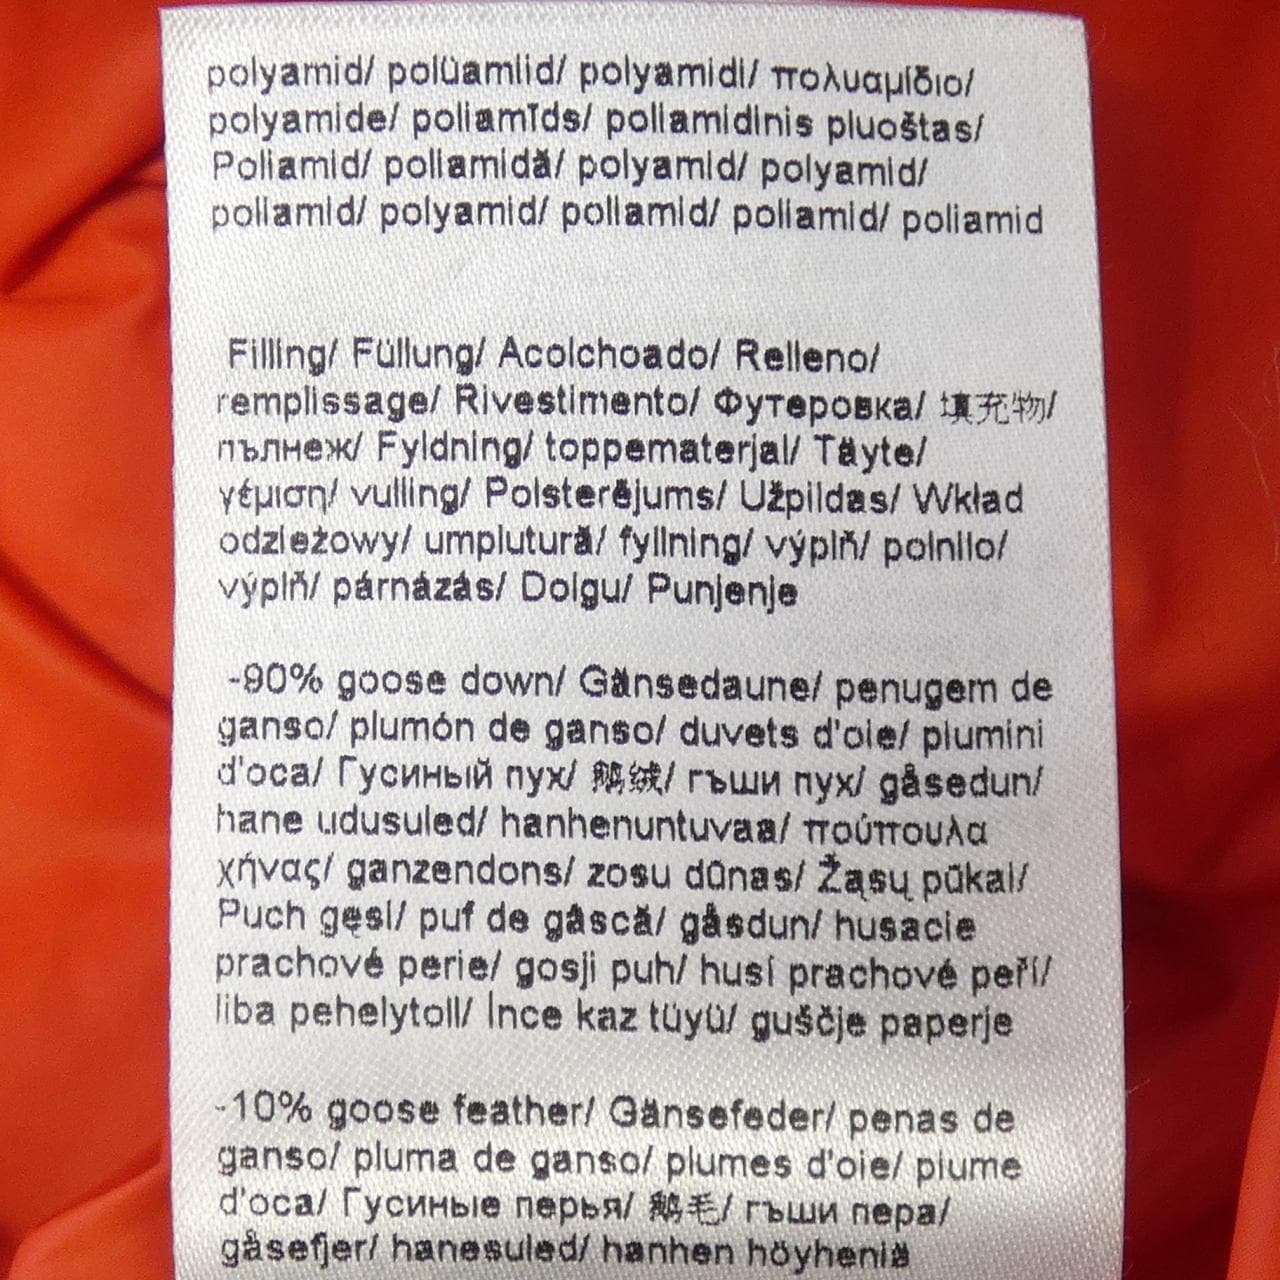 polyamid/ polüamiid/ polyamidi/ πολυαμίδιο/
polyamide/ poliamīds/ poliamidinis pluoštas/
Poliamid/ poliamidă/ polyamid/ polyamid/
poliamid/ polyamid/ poliamid/ poliamid/ poliamid
Filling/ Füllung/ Acolchoado/ Relleno/
remplissage/ Rivestimento/ Футеровка/ 填充物/
пълнеж/ Fyldning/ toppematerjal/ Täyte/
γέμιση/ vulling/ Polsterējums/ Užpildas/ Wkład
odzieżowy/ umplutură/ fyllning/ výplň/ polnilo/
výplň/ párnázás/ Dolgu/ Punjenje
-90% goose down/ Gänsedaune/ penugem de
ganso/ plumón de ganso/ duvets d'oie/ piumini
d'oca/ Гусиный пух/ 鹅绒/ гъши пух/ gåsedun/
hane udusuled/ hanhenuntuvaa/ πούπουλα
χήνας/ ganzendons/ zosu dūnas/ Žąsų pūkai/
Puch gęsi/ puf de gâscă/ gåsdun/ husacie
prachové perie/ gosji puh/ husí prachové peří/
liba pehelytoll/ İnce kaz tüyü/ guščje paperje
-10% goose feather/ Gänsefeder/ penas de
ganso/ pluma de ganso/ plumes d'oie/ piume
d'oca/ Гусиные перья/ 鹅毛/ гъши пера/
gåsefjer/ hanesuled/ hanhen höyheniä